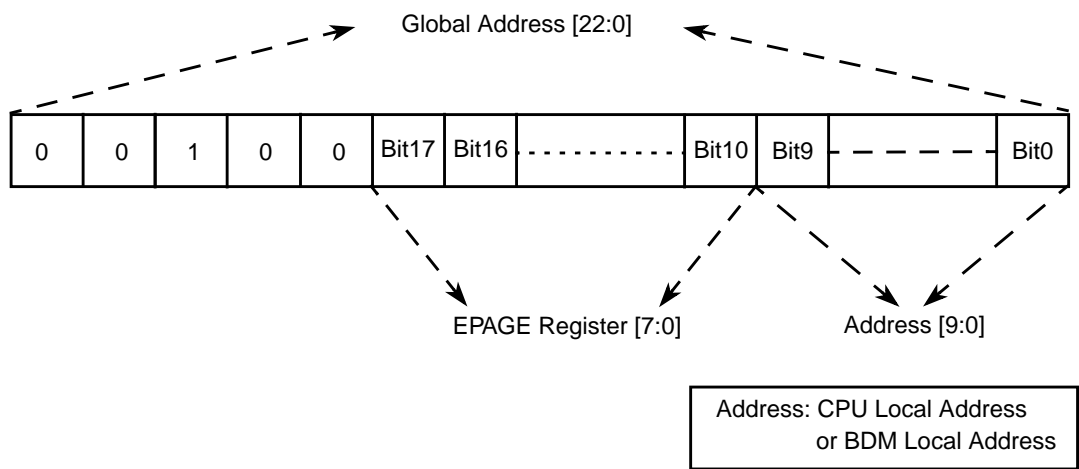 Global Address [22:0]
0 0 1 0 0 Bit17 Bit16 Bit10 Bit9 Bit0
EPAGE Register [7:0] Address [9:0]
Address: CPU Local Address
or BDM Local Address